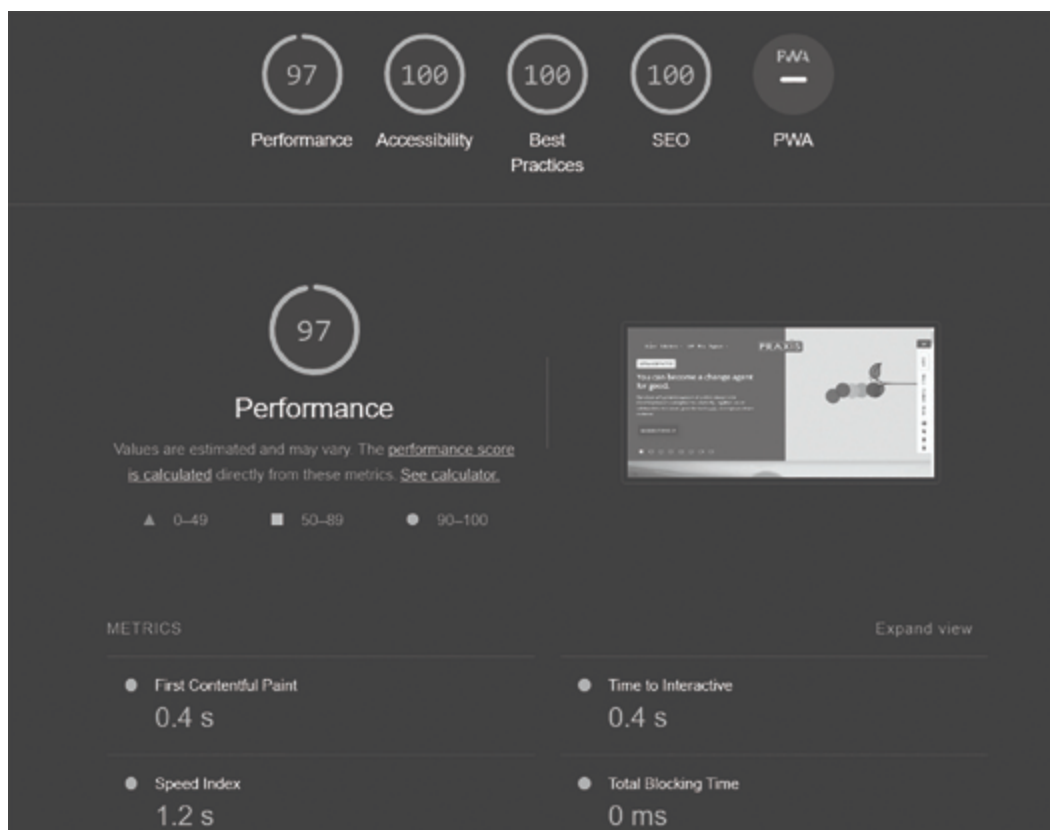 97
100
100
100
PWA
Performance
Accessibility
Best
Practices
SEO
PWA
97
Performance
Values are estimated and may vary. The performance score
is calculated directly from these metrics. See calculator.
0–49
50–89
90–100
PRAXIS
You can become a change agent
for good.
METRICS
Expand view
First Contentful Paint
0.4 s
Time to Interactive
0.4 s
Speed Index
1.2 s
Total Blocking Time
0 ms